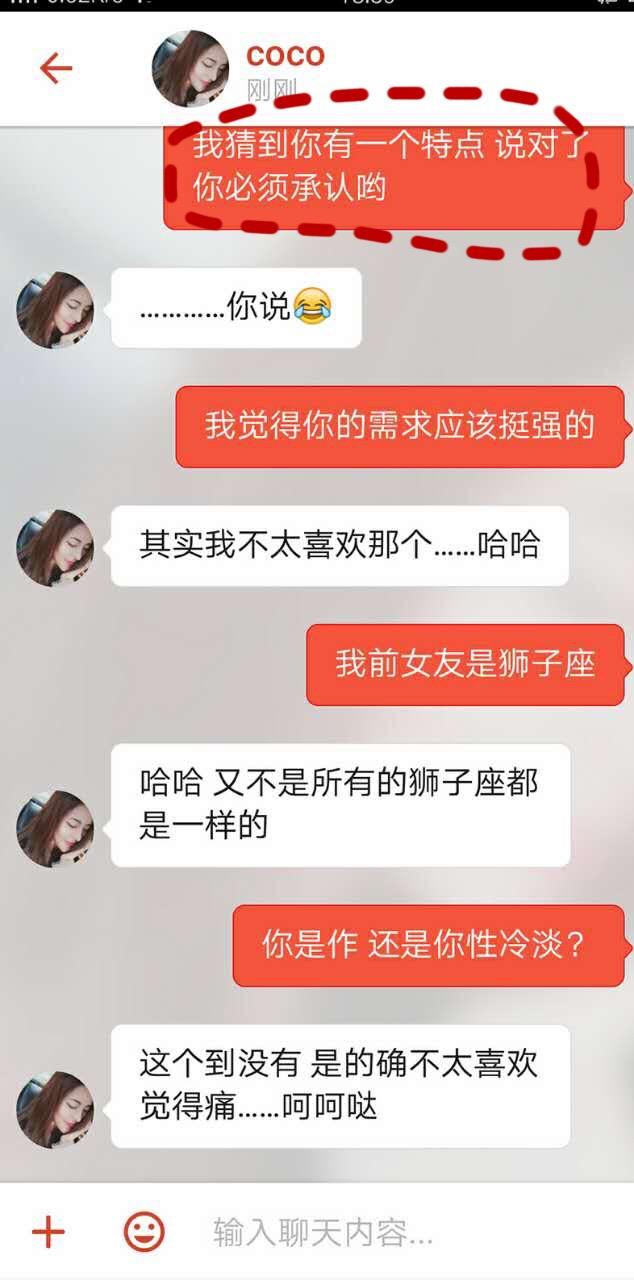 coco
刚刚
我猜到你有一个特点 说对了
你必须承认哟
…………你说😂
我觉得你的需求应该挺强的
其实我不太喜欢那个……哈哈
我前女友是狮子座
哈哈 又不是所有的狮子座都
是一样的
你是作 还是你性冷淡?
这个到没有 是的确不太喜欢
觉得痛……呵呵哒
输入聊天内容...